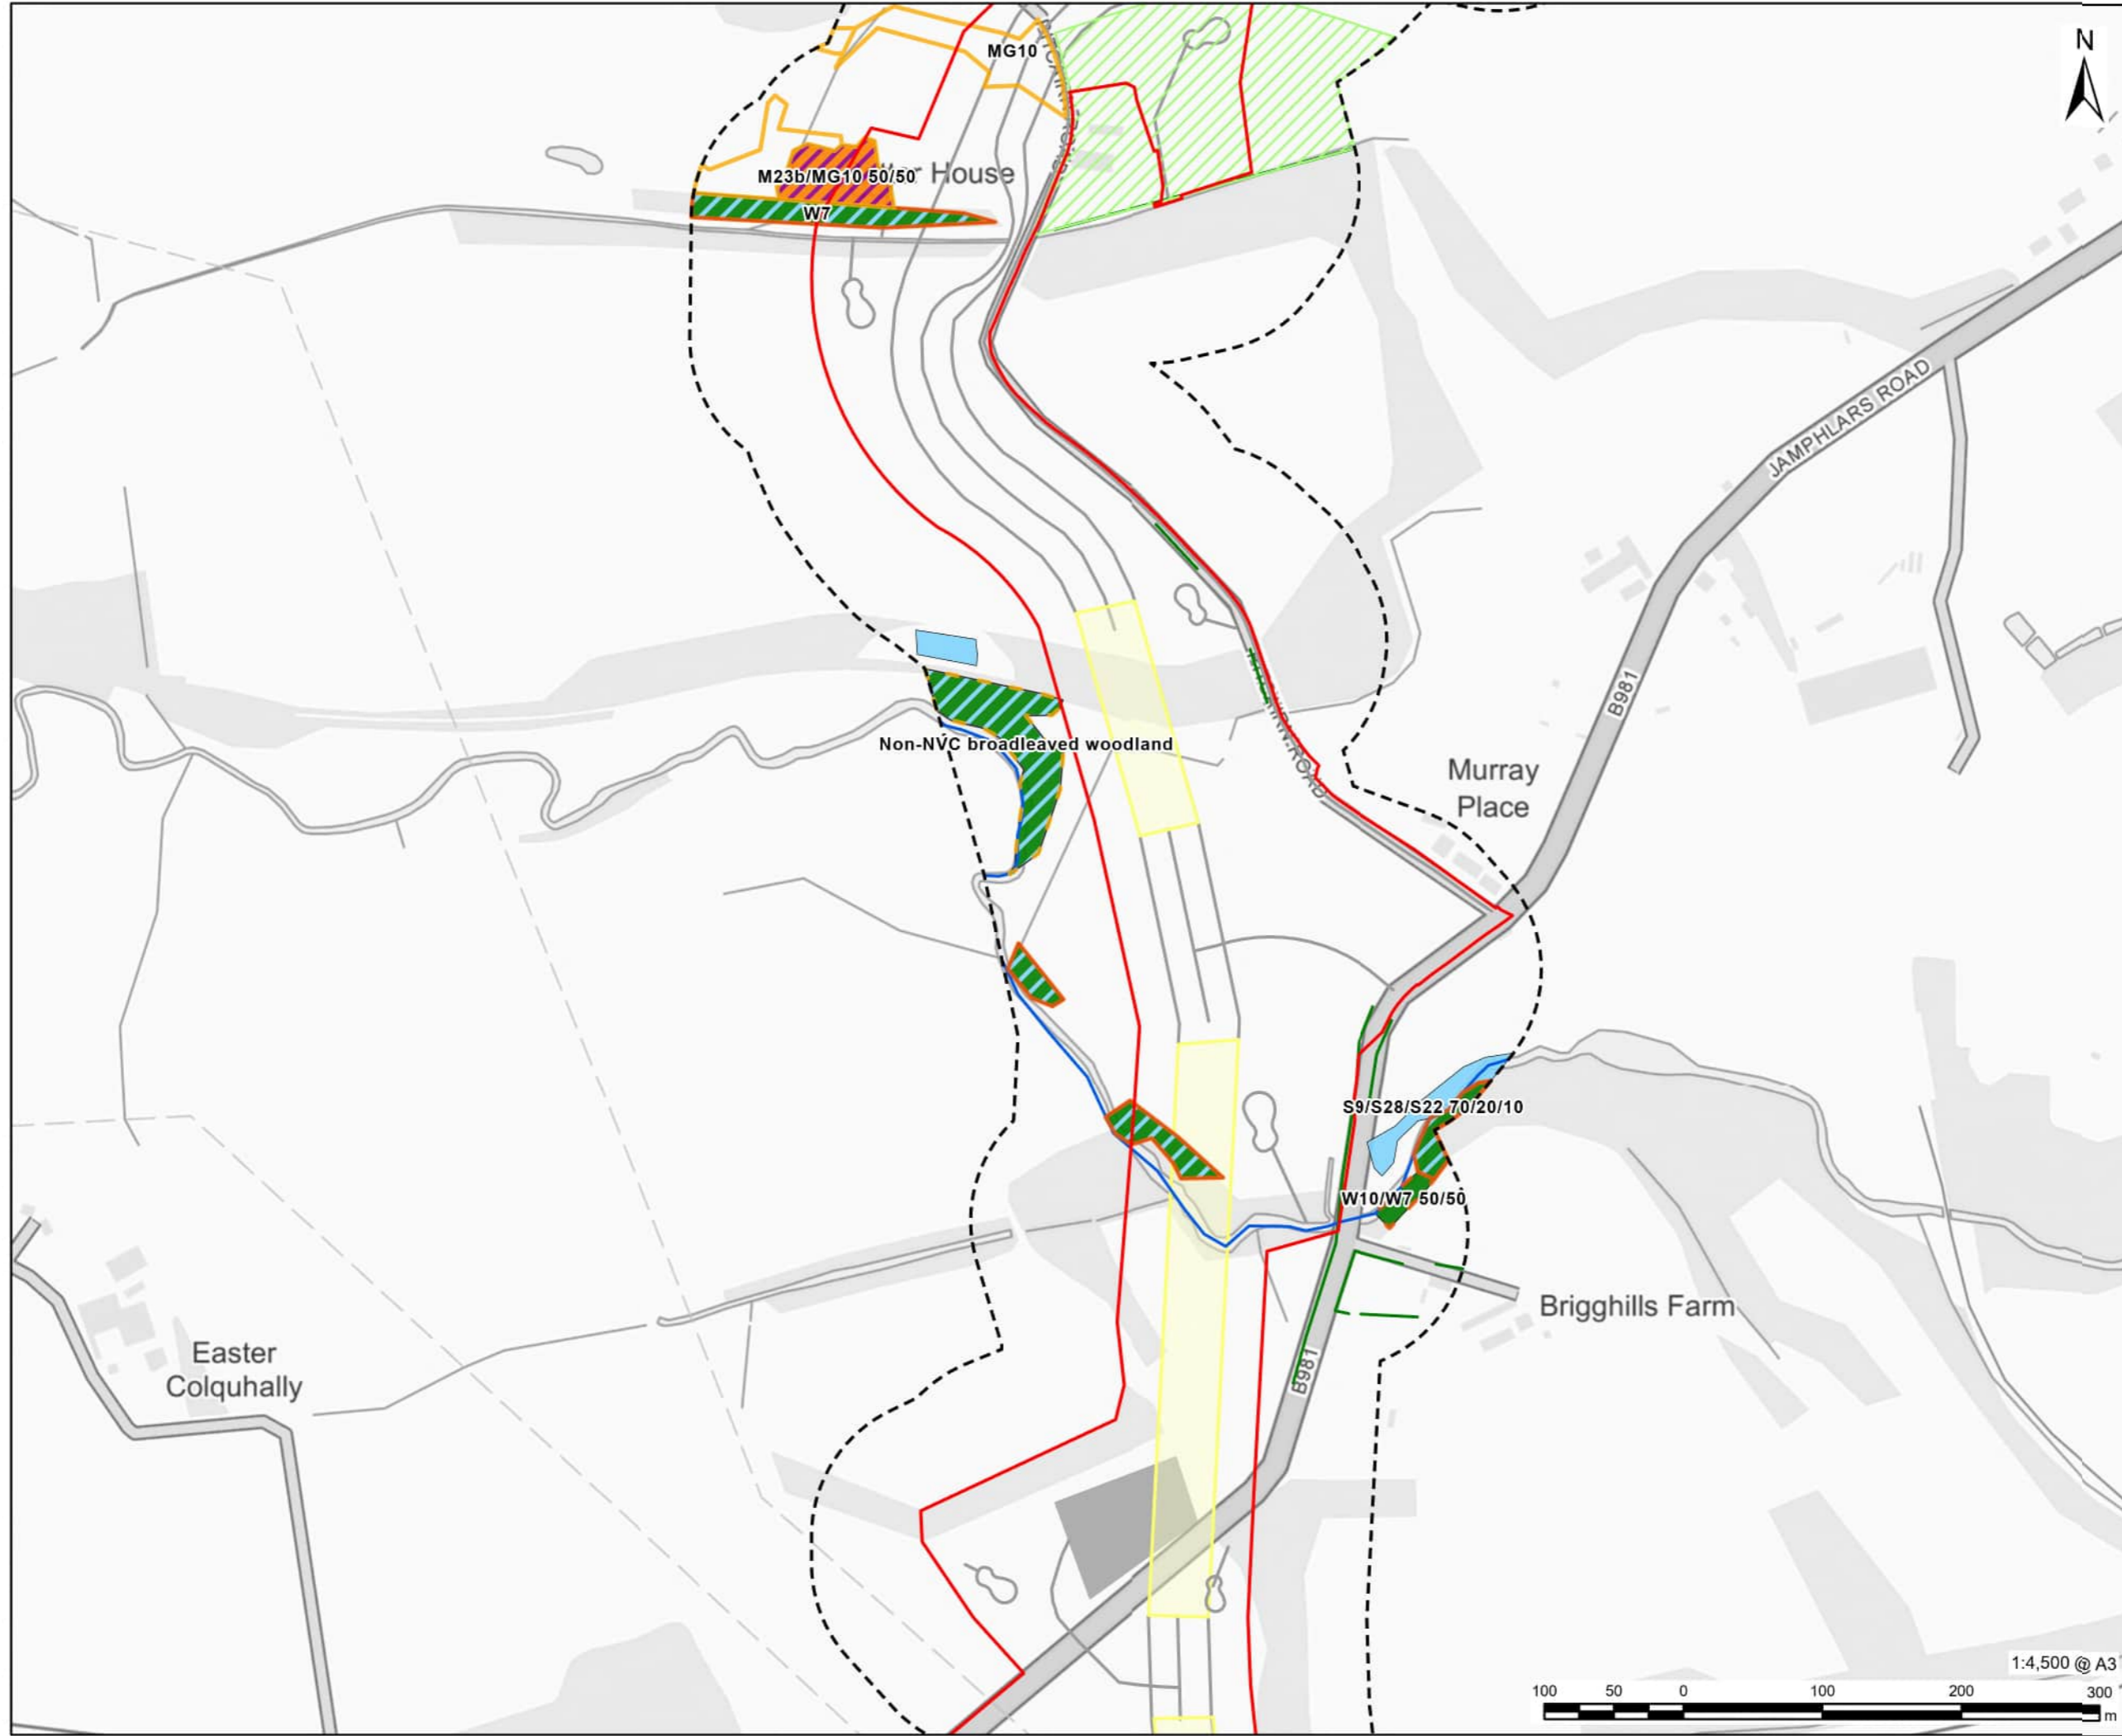 N
MG10
M23b/MG10 50/50
House
W7
JAMPHLARS ROAD
B981
Non-NVC broadleaved woodland
Murray
Place
S9/S28/S22 70/20/10
W10/W7 50/50
Brigghills Farm
B981
Easter
Colquhally
1:4,500 @ A3
100 50 0 100 200 300
m